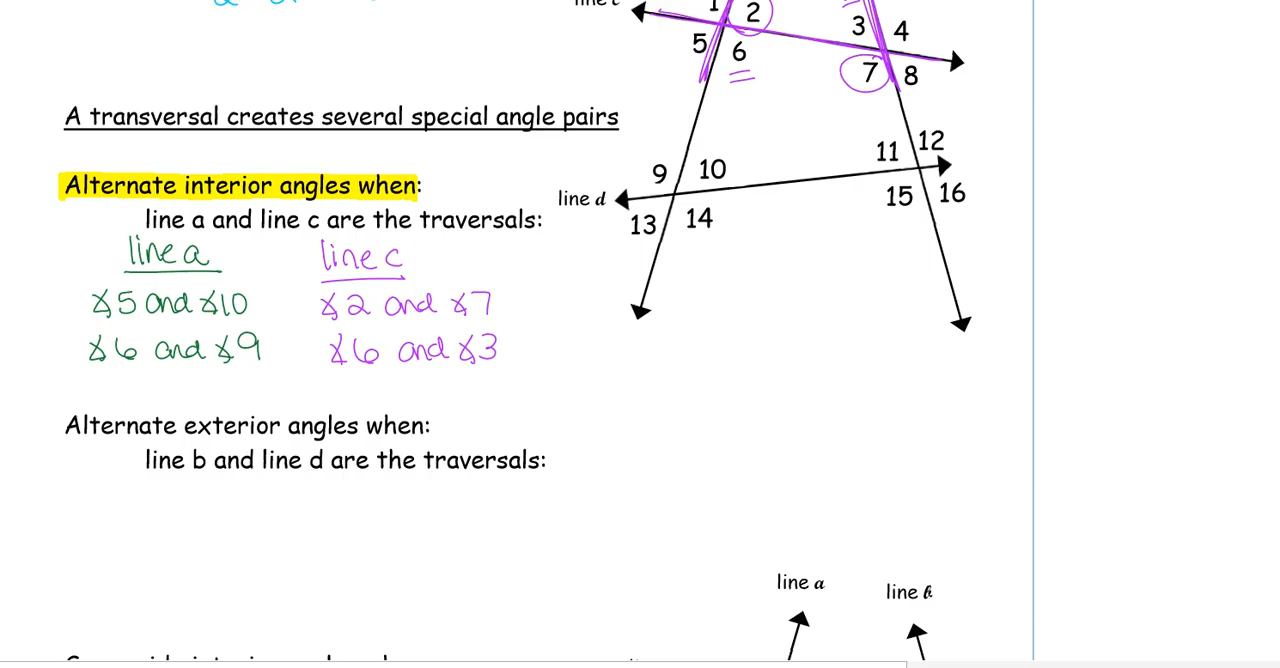 line c
1 2
3 4
5 6
7 8
A transversal creates several special angle pairs
9 10
11 12
Alternate interior angles when:
line d
13 14
15 16
line a and line c are the traversals:
line a line c
∡5 and ∡10 ∡2 and ∡7
∡6 and ∡9 ∡6 and ∡3
Alternate exterior angles when:
line b and line d are the traversals:
line a
line b